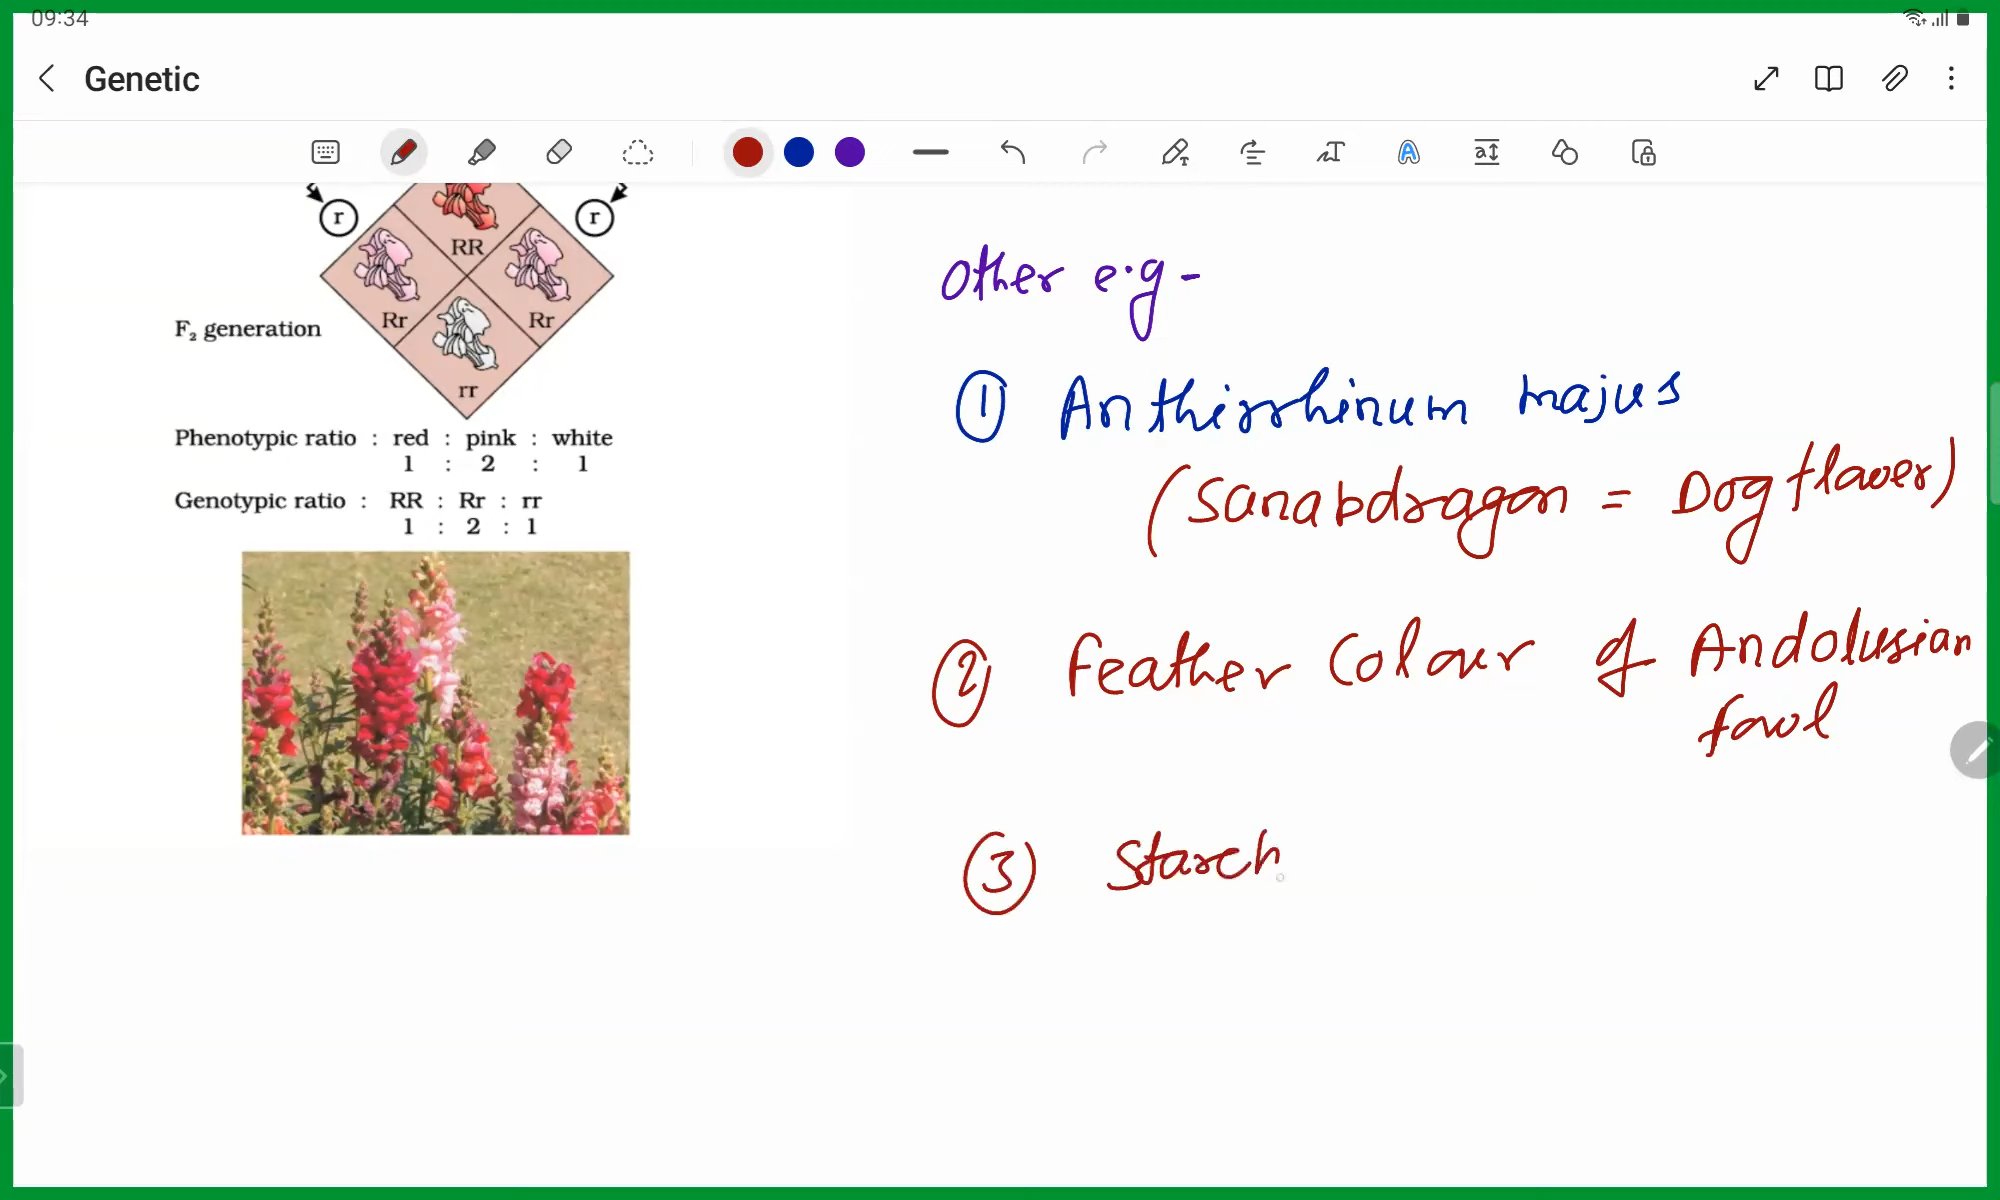 09:34
Genetic
r
r
RR
Rr
Rr
F2 generation
rr
Phenotypic ratio : red : pink : white
1 : 2 : 1
Genotypic ratio : RR : Rr : rr
1 : 2 : 1
Other e.g -
① Anthirrhinum majus
(Sanabdragon = Dog flower)
② Feather Colour of Andolusian
fowl
③ Starch